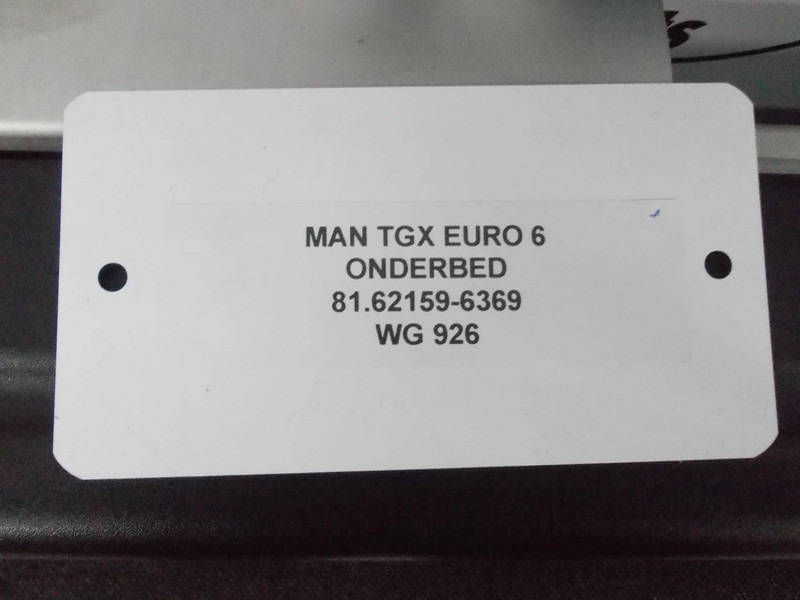 MAN TGX EURO 6
ONDERBED
81.62159-6369
WG 926